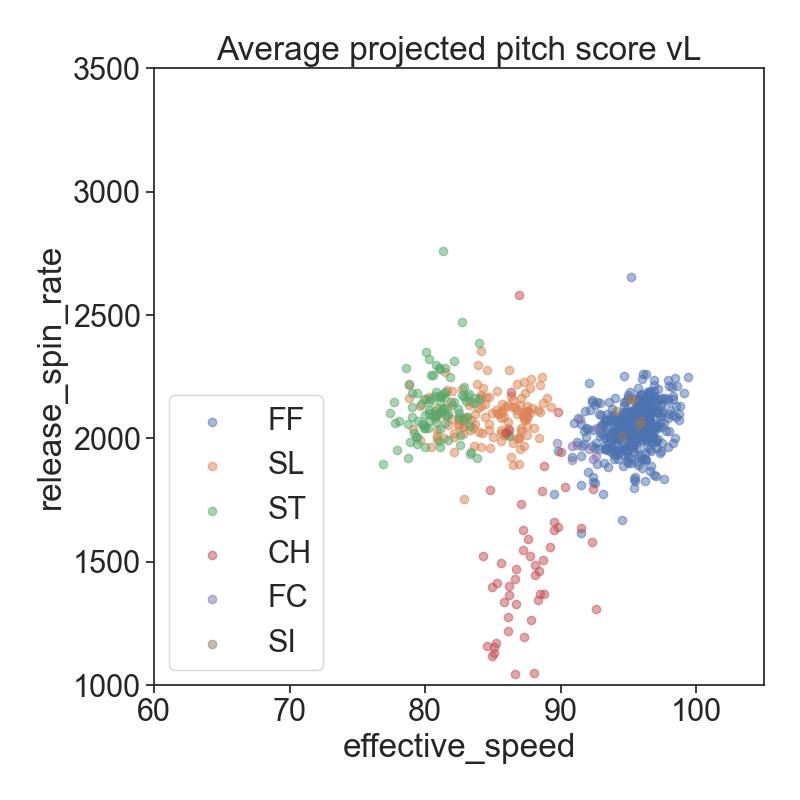 Average projected pitch score vL
3500
3000
2500
2000
1500
1000
release_spin_rate
FF
SL
ST
CH
FC
SI
60 70 80 90 100
effective_speed